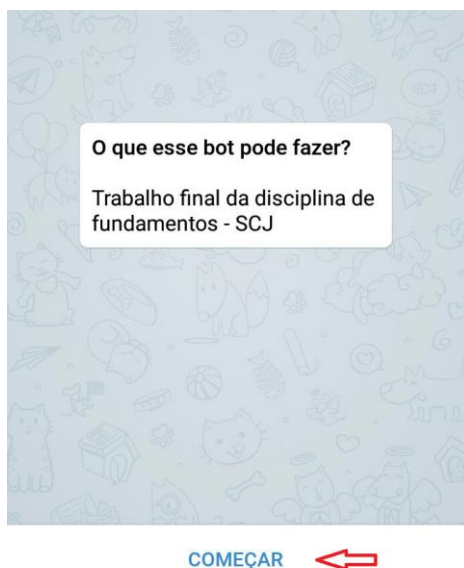 O que esse bot pode fazer?
Trabalho final da disciplina de
fundamentos - SCJ
COMEÇAR